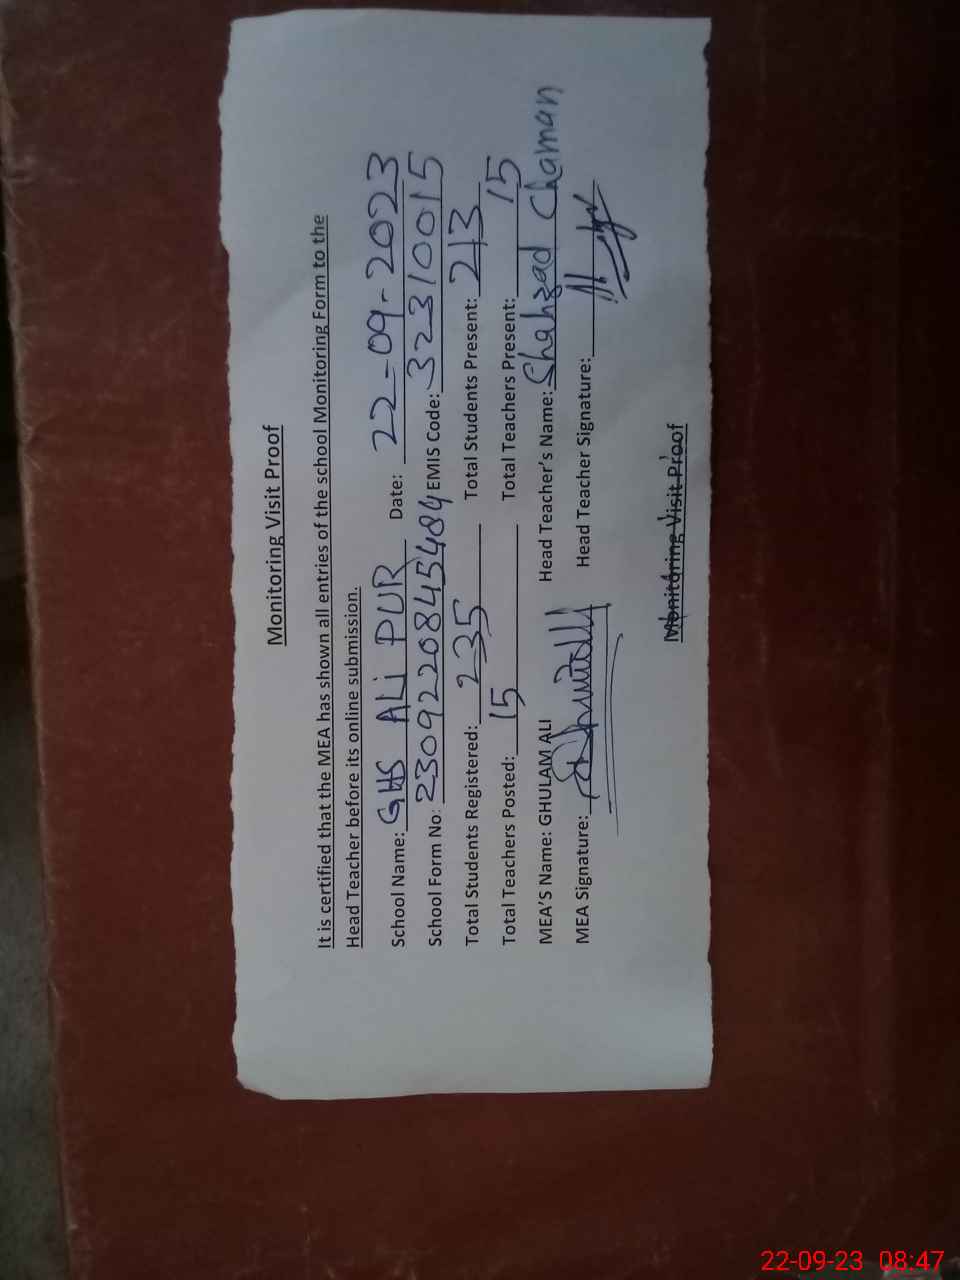 Monitoring Visit Proof
It is certified that the MEA has shown all entries of the school Monitoring Form to the
Head Teacher before its online submission.
School Name: GHS ALi PUR Date: 22-09-2023
School Form No: 2309220845484 EMIS Code: 32310015
Total Students Registered: 235 Total Students Present: 213
Total Teachers Posted: 15 Total Teachers Present: 15
MEA'S Name: GHULAM ALI Head Teacher's Name: Shahzad Chaman
MEA Signature: Head Teacher Signature:
Monitoring Visit Proof
22-09-23 08:47